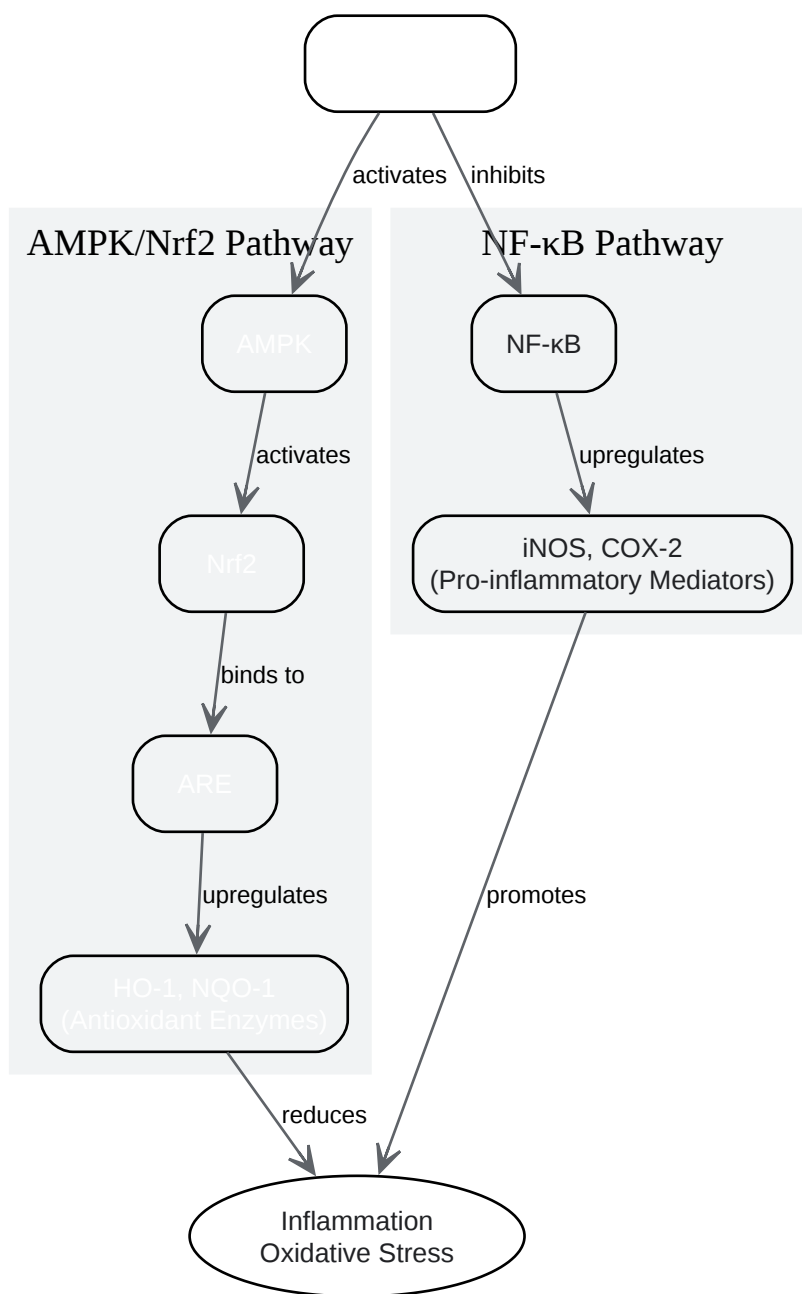 activates
inhibits
AMPK/Nrf2 Pathway
NF-κB Pathway
AMPK
NF-κB
activates
upregulates
Nrf2
iNOS, COX-2
(Pro-inflammatory Mediators)
binds to
ARE
upregulates
promotes
HO-1, NQO-1
(Antioxidant Enzymes)
reduces
Inflammation
Oxidative Stress